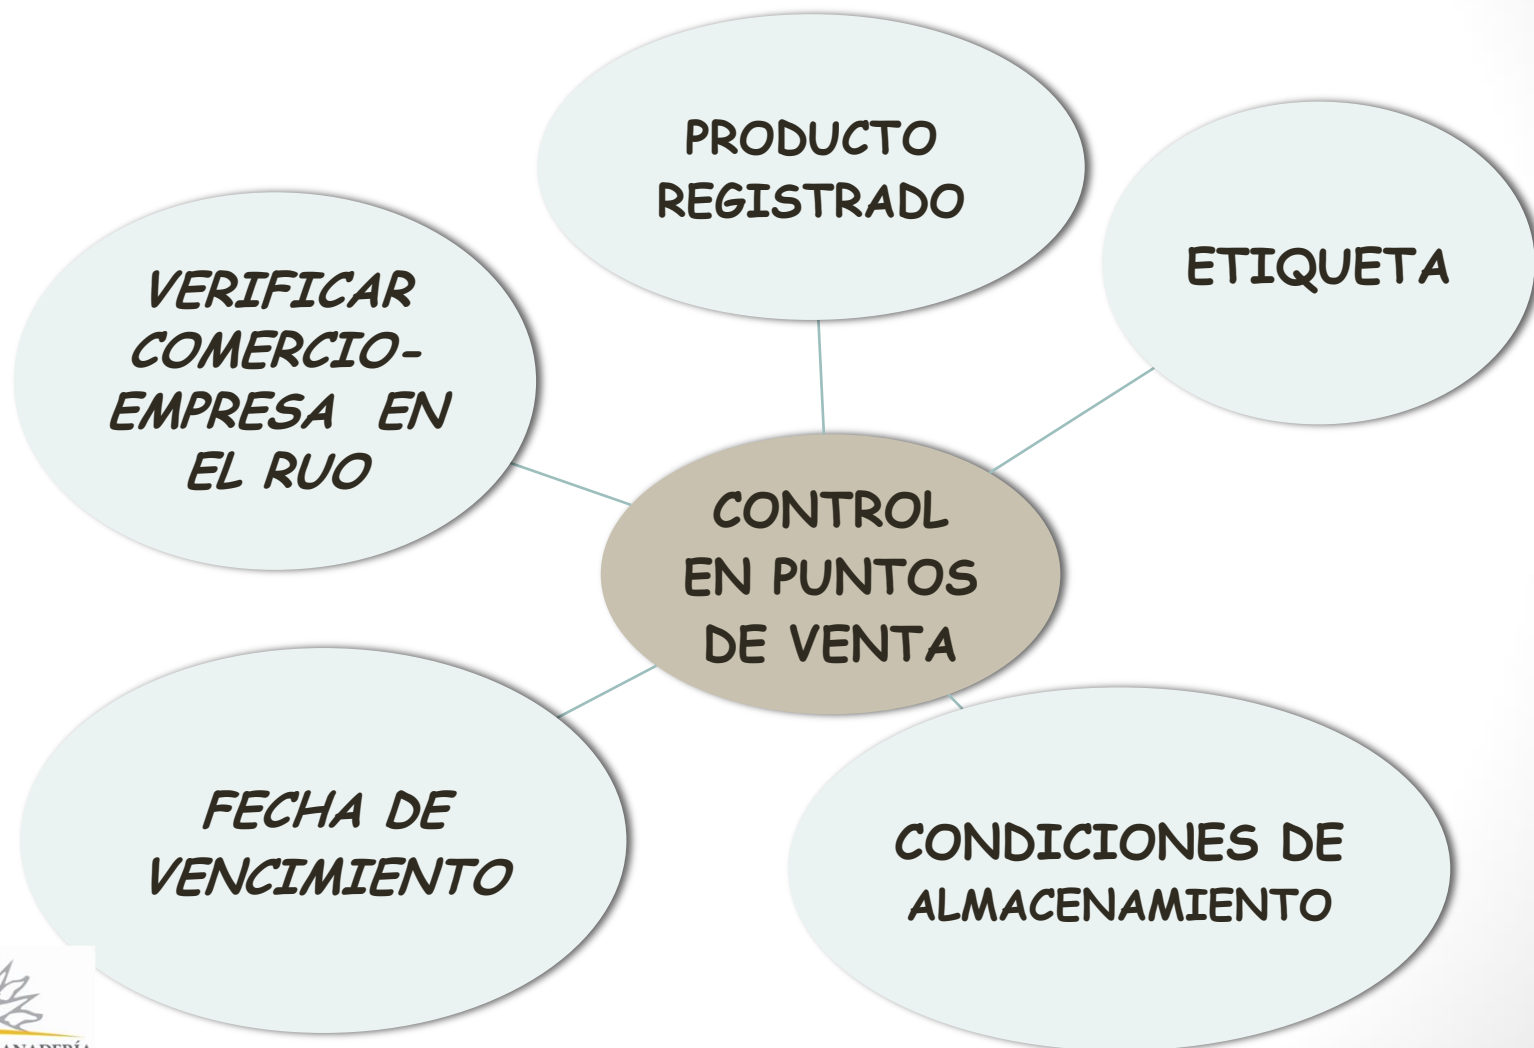 PRODUCTO
REGISTRADO
ETIQUETA
VERIFICAR
COMERCIO-
EMPRESA EN
EL RUO
CONTROL
EN PUNTOS
DE VENTA
FECHA DE
VENCIMIENTO
CONDICIONES DE
ALMACENAMIENTO